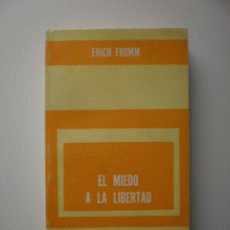 ERICH FROMM
EL MIEDO
A LA LIBERTAD